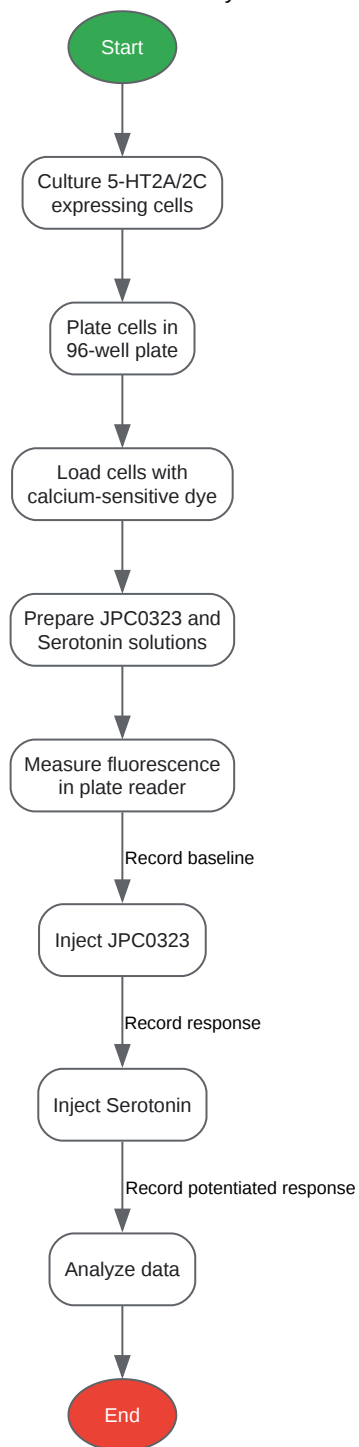 Start
Culture 5-HT2A/2C
expressing cells
Plate cells in
96-well plate
Load cells with
calcium-sensitive dye
Prepare JPC0323 and
Serotonin solutions
Measure fluorescence
in plate reader
Record baseline
Inject JPC0323
Record response
Inject Serotonin
Record potentiated response
Analyze data
End